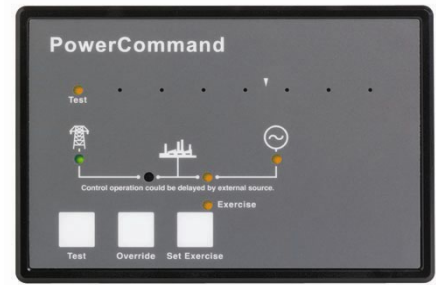 PowerCommand
Test
Control operation could be delayed by external source.
Exercise
Test Override Set Exercise